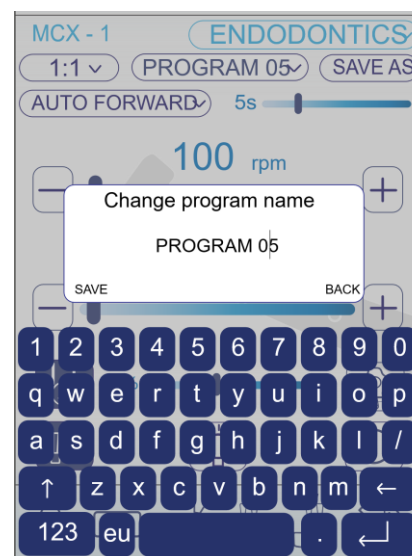 MCX - 1 ENDODONTICS
1:1 PROGRAM 05 SAVE AS
AUTO FORWARD 5s
100 rpm
Change program name
PROGRAM 05
SAVE BACK
1 2 3 4 5 6 7 8 9 0
q w e r t y u i o p
a s d f g h j k l /
↑ z x c v b n m ←
123 eu .